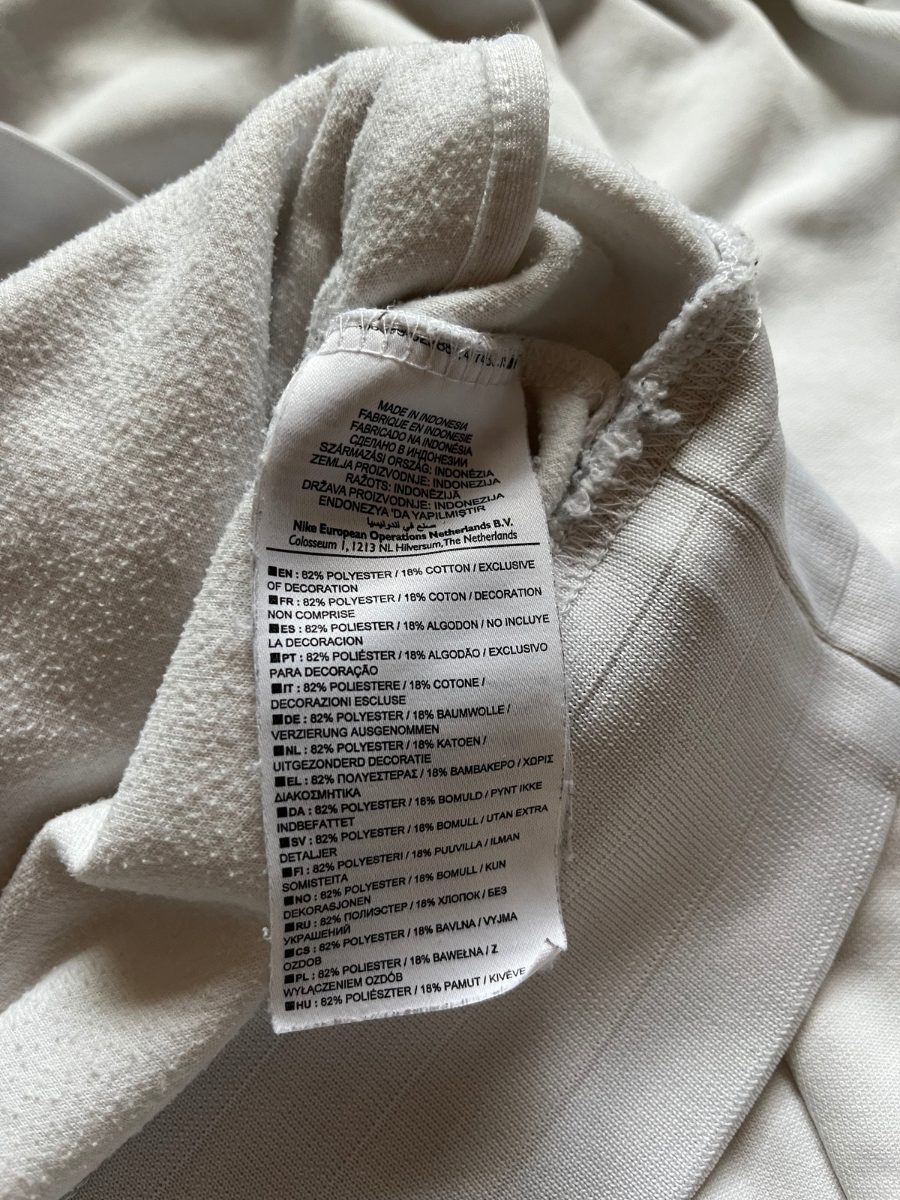 MADE IN INDONESIA
FABRIQUE EN INDONESIE
FABRICADO NA INDONÉSIA
СДЕЛАНО В ИНДОНЕЗИИ
SZÁRMAZÁSI ORSZÁG: INDONÉZIA
ZEMLJA PROIZVODNJE: INDONEZIJA
RAŽOTS: INDONĒZIJĀ
DRŽAVA PROIZVODNJE: INDONEZIJA
ENDONEZYA 'DA YAPILMIŞTIR
صنع في اندونيسيا
Nike European Operations Netherlands B.V.
Colosseum 1, 1213 NL Hilversum, The Netherlands
EN : 82% POLYESTER / 18% COTTON / EXCLUSIVE
OF DECORATION
FR : 82% POLYESTER / 18% COTON / DECORATION
NON COMPRISE
ES : 82% POLIESTER / 18% ALGODON / NO INCLUYE
LA DECORACION
PT : 82% POLIÉSTER / 18% ALGODÃO / EXCLUSIVO
PARA DECORAÇÃO
IT : 82% POLIESTERE / 18% COTONE /
DECORAZIONI ESCLUSE
DE : 82% POLYESTER / 18% BAUMWOLLE /
VERZIERUNG AUSGENOMMEN
NL : 82% POLYESTER / 18% KATOEN /
UITGEZONDERD DECORATIE
EL : 82% ΠΟΛΥΕΣΤΕΡΑΣ / 18% ΒΑΜΒΑΚΕΡΟ / ΧΩΡΙΣ
ΔΙΑΚΟΣΜΗΤΙΚΑ
DA : 82% POLYESTER / 18% BOMULD / PYNT IKKE
INDBEFATTET
SV : 82% POLYESTER / 18% BOMULL / UTAN EXTRA
DETALJER
FI : 82% POLYESTERI / 18% PUUVILLA / ILMAN
SOMISTEITA
NO : 82% POLYESTER / 18% BOMULL / KUN
DEKORASJONEN
RU : 82% ПОЛИЭСТЕР / 18% ХЛОПОК / БЕЗ
УКРАШЕНИЙ
CS : 82% POLYESTER / 18% BAVLNA / VYJMA
OZDOB
PL : 82% POLIESTER / 18% BAWEŁNA / Z
WYŁĄCZENIEM OZDÓB
HU : 82% POLIÉSZTER / 18% PAMUT / KIVÉVE